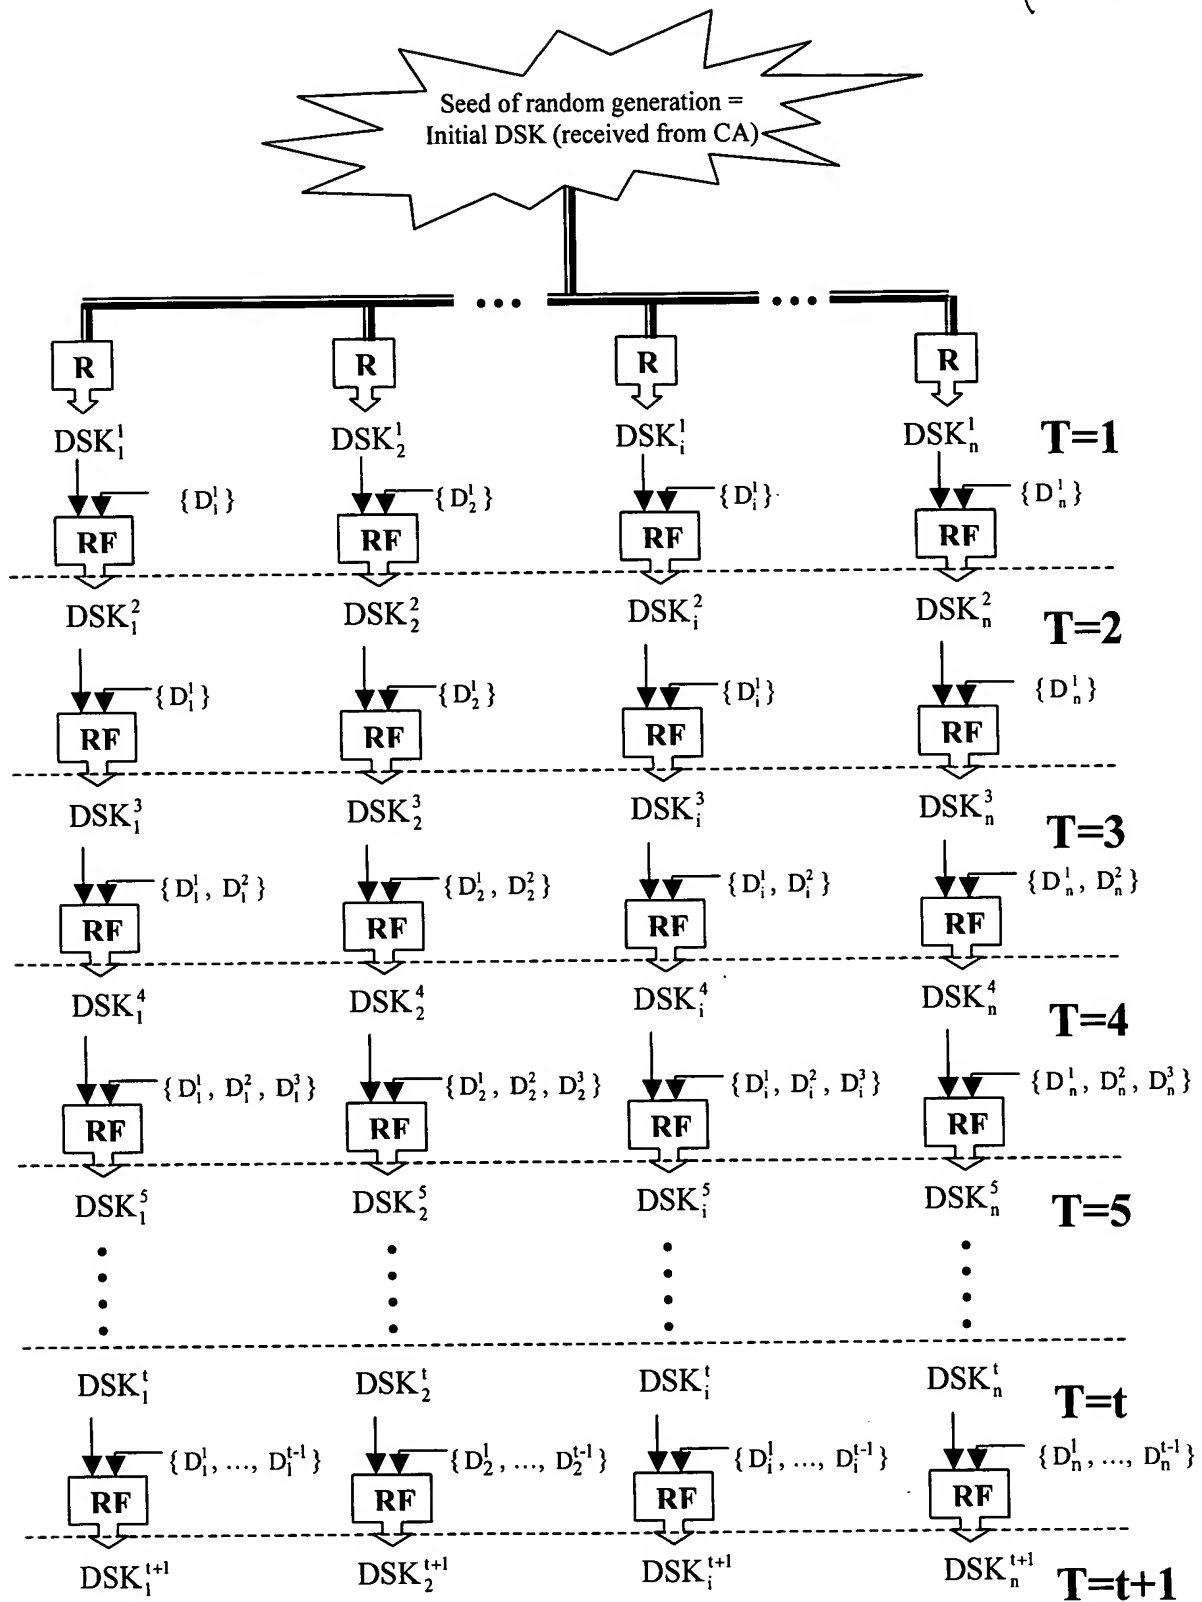 Seed of random generation =
Initial DSK (received from CA)
••• •••
R R R R
DSK₁¹ DSK₂¹ DSKᵢ¹ DSKₙ¹ T=1
{D₁¹} {D₂¹} {Dᵢ¹} {Dₙ¹}
RF RF RF RF
DSK₁² DSK₂² DSKᵢ² DSKₙ² T=2
{D₁¹} {D₂¹} {Dᵢ¹} {Dₙ¹}
RF RF RF RF
DSK₁³ DSK₂³ DSKᵢ³ DSKₙ³ T=3
{D₁¹, D₁²} {D₂¹, D₂²} {Dᵢ¹, Dᵢ²} {Dₙ¹, Dₙ²}
RF RF RF RF
DSK₁⁴ DSK₂⁴ DSKᵢ⁴ DSKₙ⁴ T=4
{D₁¹, D₁², D₁³} {D₂¹, D₂², D₂³} {Dᵢ¹, Dᵢ², Dᵢ³} {Dₙ¹, Dₙ², Dₙ³}
RF RF RF RF
DSK₁⁵ DSK₂⁵ DSKᵢ⁵ DSKₙ⁵ T=5
DSK₁ᵗ DSK₂ᵗ DSKᵢᵗ DSKₙᵗ T=t
{D₁¹, ..., D₁ᵗ⁻¹} {D₂¹, ..., D₂ᵗ⁻¹} {Dᵢ¹, ..., Dᵢᵗ⁻¹} {Dₙ¹, ..., Dₙᵗ⁻¹}
RF RF RF RF
DSK₁ᵗ⁺¹ DSK₂ᵗ⁺¹ DSKᵢᵗ⁺¹ DSKₙᵗ⁺¹ T=t+1